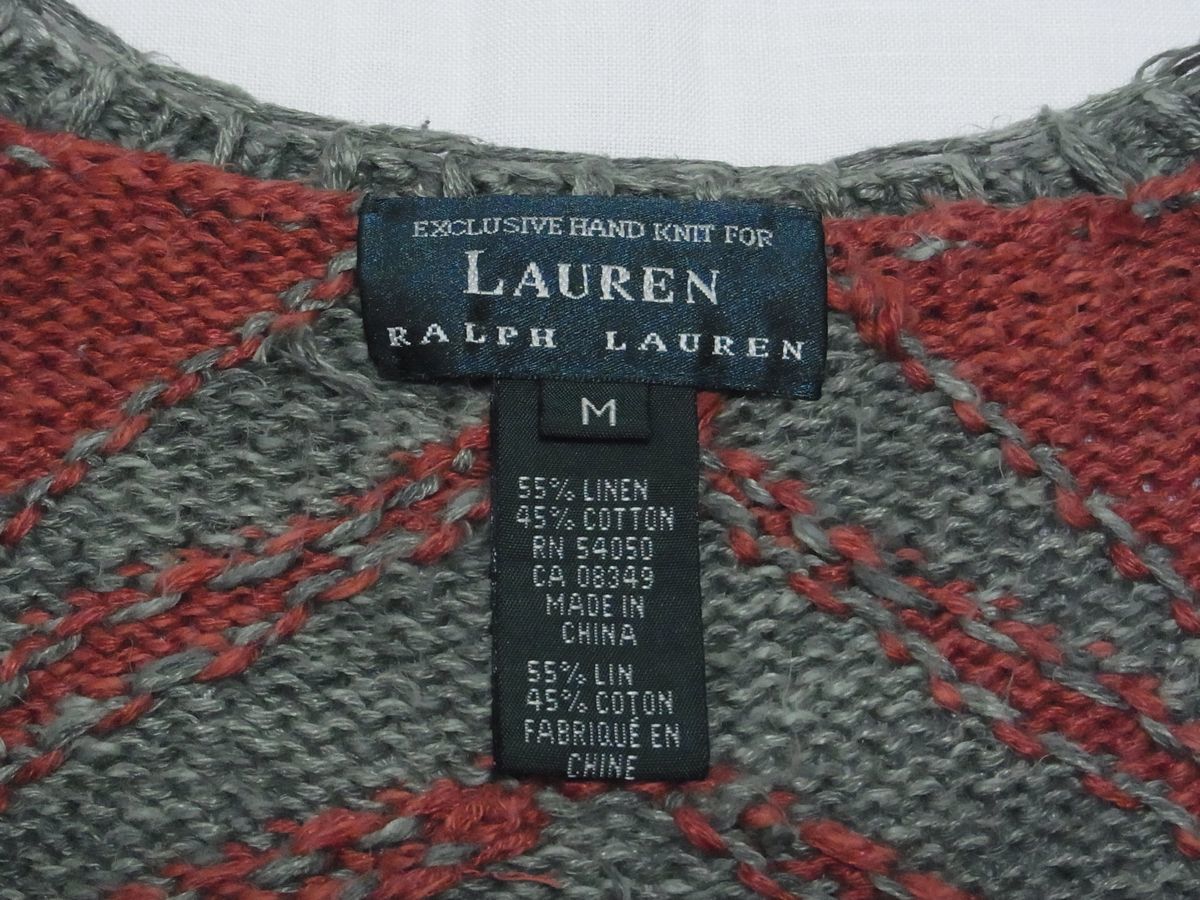 EXCLUSIVE HAND KNIT FOR
LAUREN
RALPH LAUREN
M
55% LINEN
45% COTTON
RN 54050
CA 08349
MADE IN
CHINA
55% LIN
45% COTON
FABRIQUÉ EN
CHINE